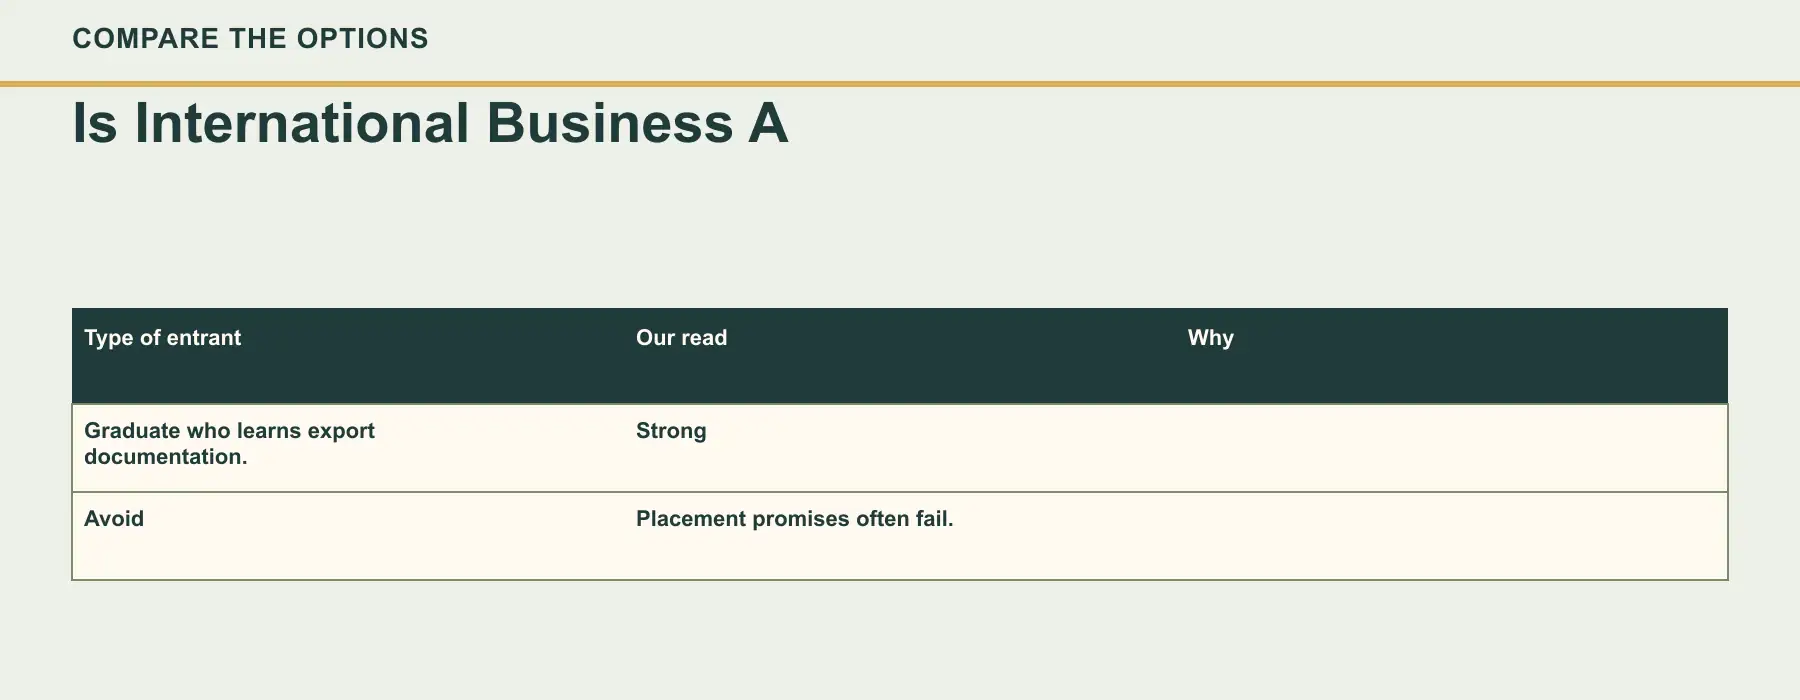 COMPARE THE OPTIONS
Is International Business A
Type of entrant Our read Why
Graduate who learns export Strong
documentation.
Avoid Placement promises often fail.